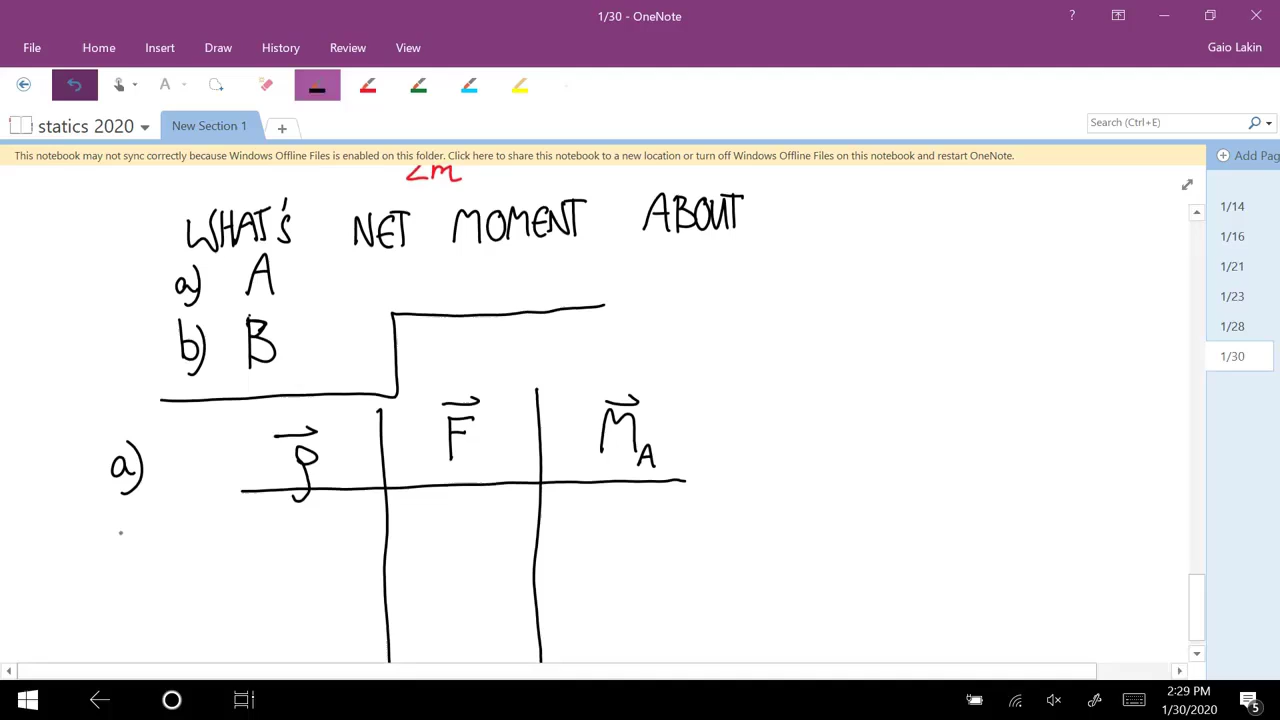 1/30 - OneNote
?
File Home Insert Draw History Review View
Gaio Lakin
A
statics 2020
New Section 1
+
Search (Ctrl+E)
This notebook may not sync correctly because Windows Offline Files is enabled on this folder. Click here to share this notebook to a new location or turn off Windows Offline Files on this notebook and restart OneNote.
Add Pag
1/14
1/16
1/21
1/23
1/28
1/30
2m
WHAT'S NET MOMENT ABOUT
a) A
b) B
F M_A
a)
2:29 PM
1/30/2020
5